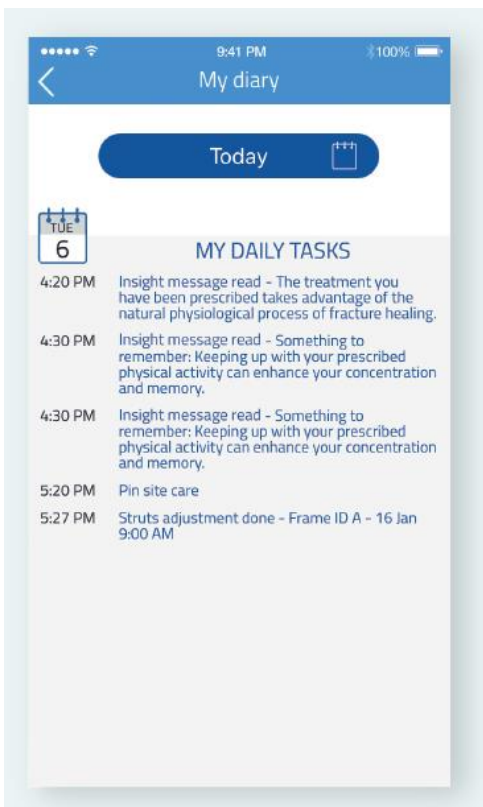 9:41 PM
100%
My diary
Today
TUE
6
MY DAILY TASKS
4:20 PM Insight message read - The treatment you
have been prescribed takes advantage of the
natural physiological process of fracture healing.
4:30 PM Insight message read - Something to
remember: Keeping up with your prescribed
physical activity can enhance your concentration
and memory.
4:30 PM Insight message read - Something to
remember: Keeping up with your prescribed
physical activity can enhance your concentration
and memory.
5:20 PM Pin site care
5:27 PM Struts adjustment done - Frame ID A - 16 Jan
9:00 AM